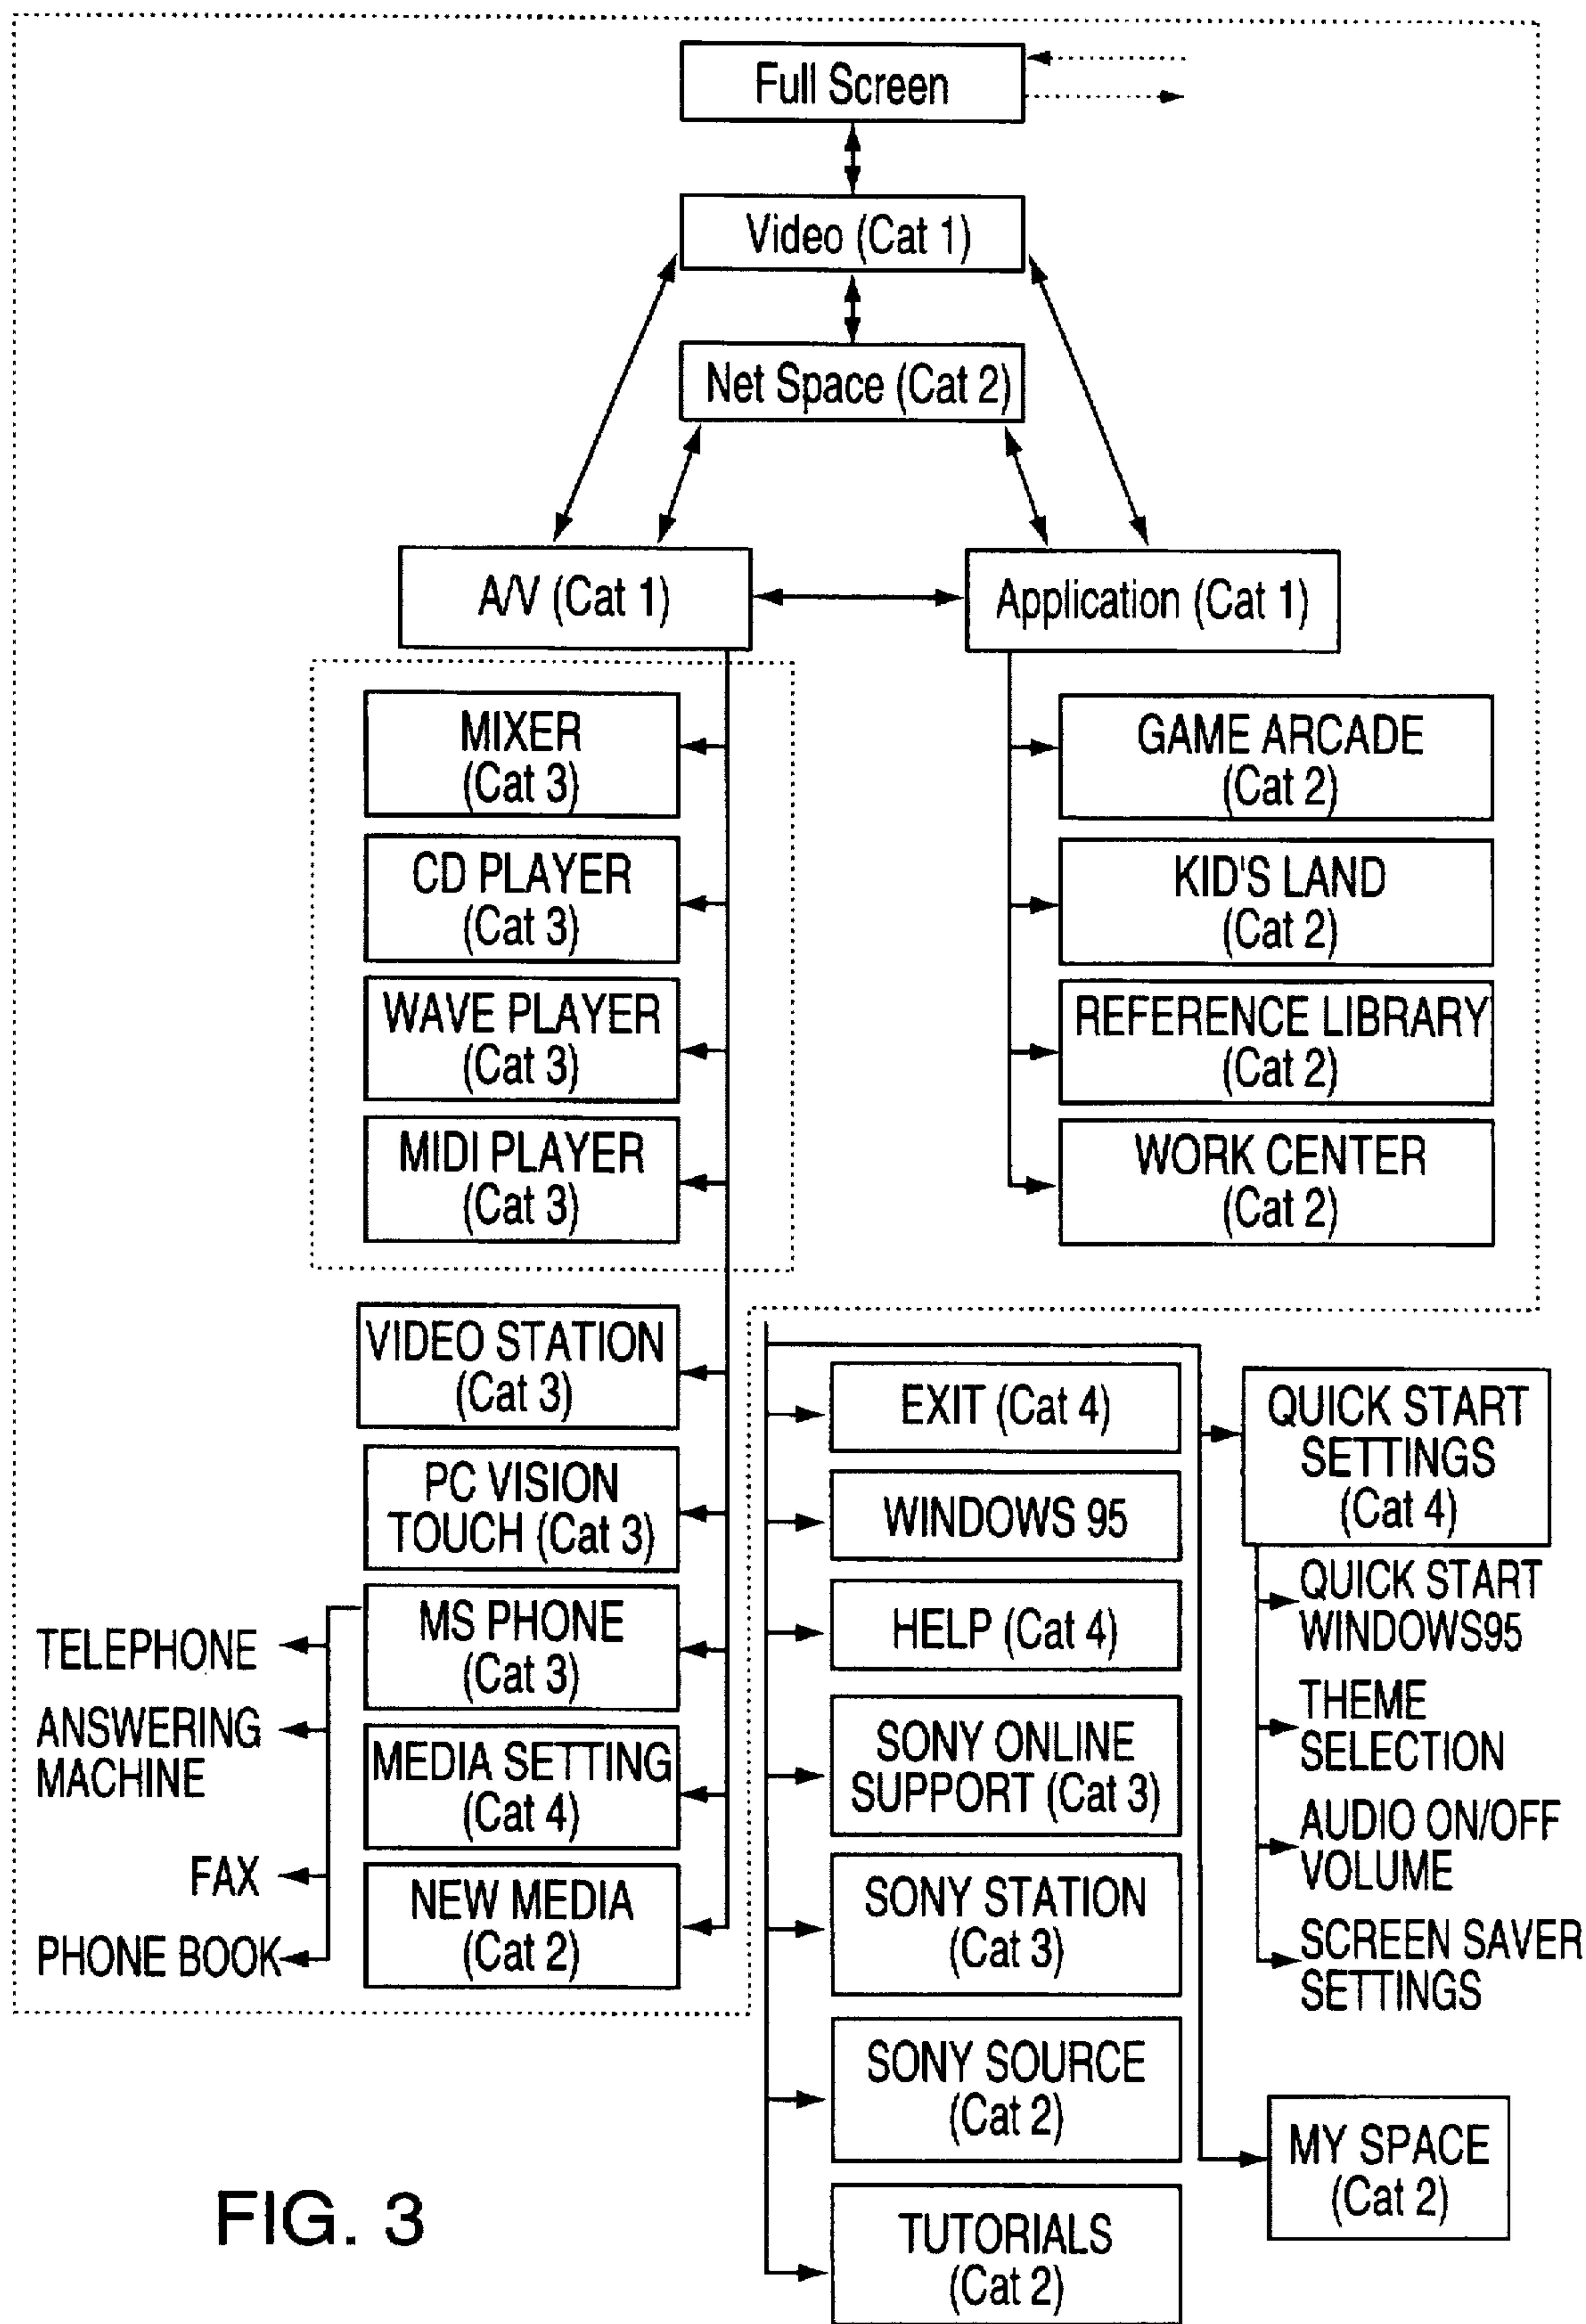 Full Screen
Video (Cat 1)
Net Space (Cat 2)
A/V (Cat 1)
Application (Cat 1)
MIXER
(Cat 3)
CD PLAYER
(Cat 3)
WAVE PLAYER
(Cat 3)
MIDI PLAYER
(Cat 3)
GAME ARCADE
(Cat 2)
KID'S LAND
(Cat 2)
REFERENCE LIBRARY
(Cat 2)
WORK CENTER
(Cat 2)
VIDEO STATION
(Cat 3)
PC VISION
TOUCH (Cat 3)
MS PHONE
(Cat 3)
MEDIA SETTING
(Cat 4)
NEW MEDIA
(Cat 2)
TELEPHONE
ANSWERING
MACHINE
FAX
PHONE BOOK
EXIT (Cat 4)
WINDOWS 95
HELP (Cat 4)
SONY ONLINE
SUPPORT (Cat 3)
SONY STATION
(Cat 3)
SONY SOURCE
(Cat 2)
TUTORIALS
(Cat 2)
QUICK START
SETTINGS
(Cat 4)
QUICK START
WINDOWS95
THEME
SELECTION
AUDIO ON/OFF
VOLUME
SCREEN SAVER
SETTINGS
MY SPACE
(Cat 2)
FIG. 3